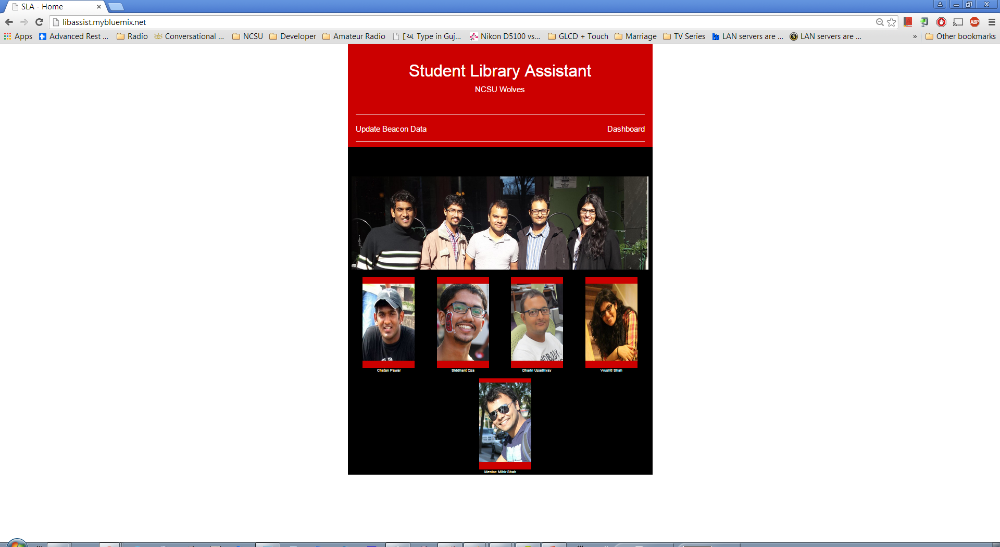 SLA - Home
libassist.mybluemix.net
Apps Advanced Rest ... Radio Conversational ... NCSU Developer Amateur Radio [અ Type in Guj... Nikon D5100 vs... GLCD + Touch Marriage TV Series LAN servers are ... LAN servers are ... » Other bookmarks
ABP
Student Library Assistant
NCSU Wolves
Update Beacon Data Dashboard
Chetan Pawar Siddhant Oza Dharin Upadhyay Vrushti Shah
Mentor: Mihir Shah